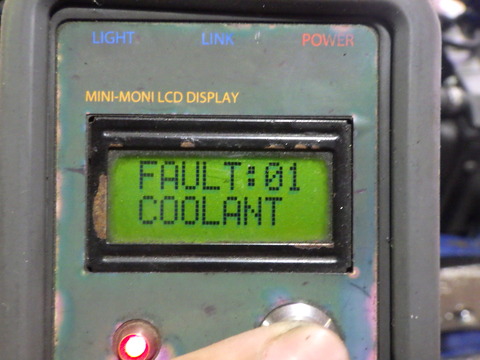 LIGHT LINK POWER
MINI-MONI LCD DISPLAY
FAULT:01
COOLANT